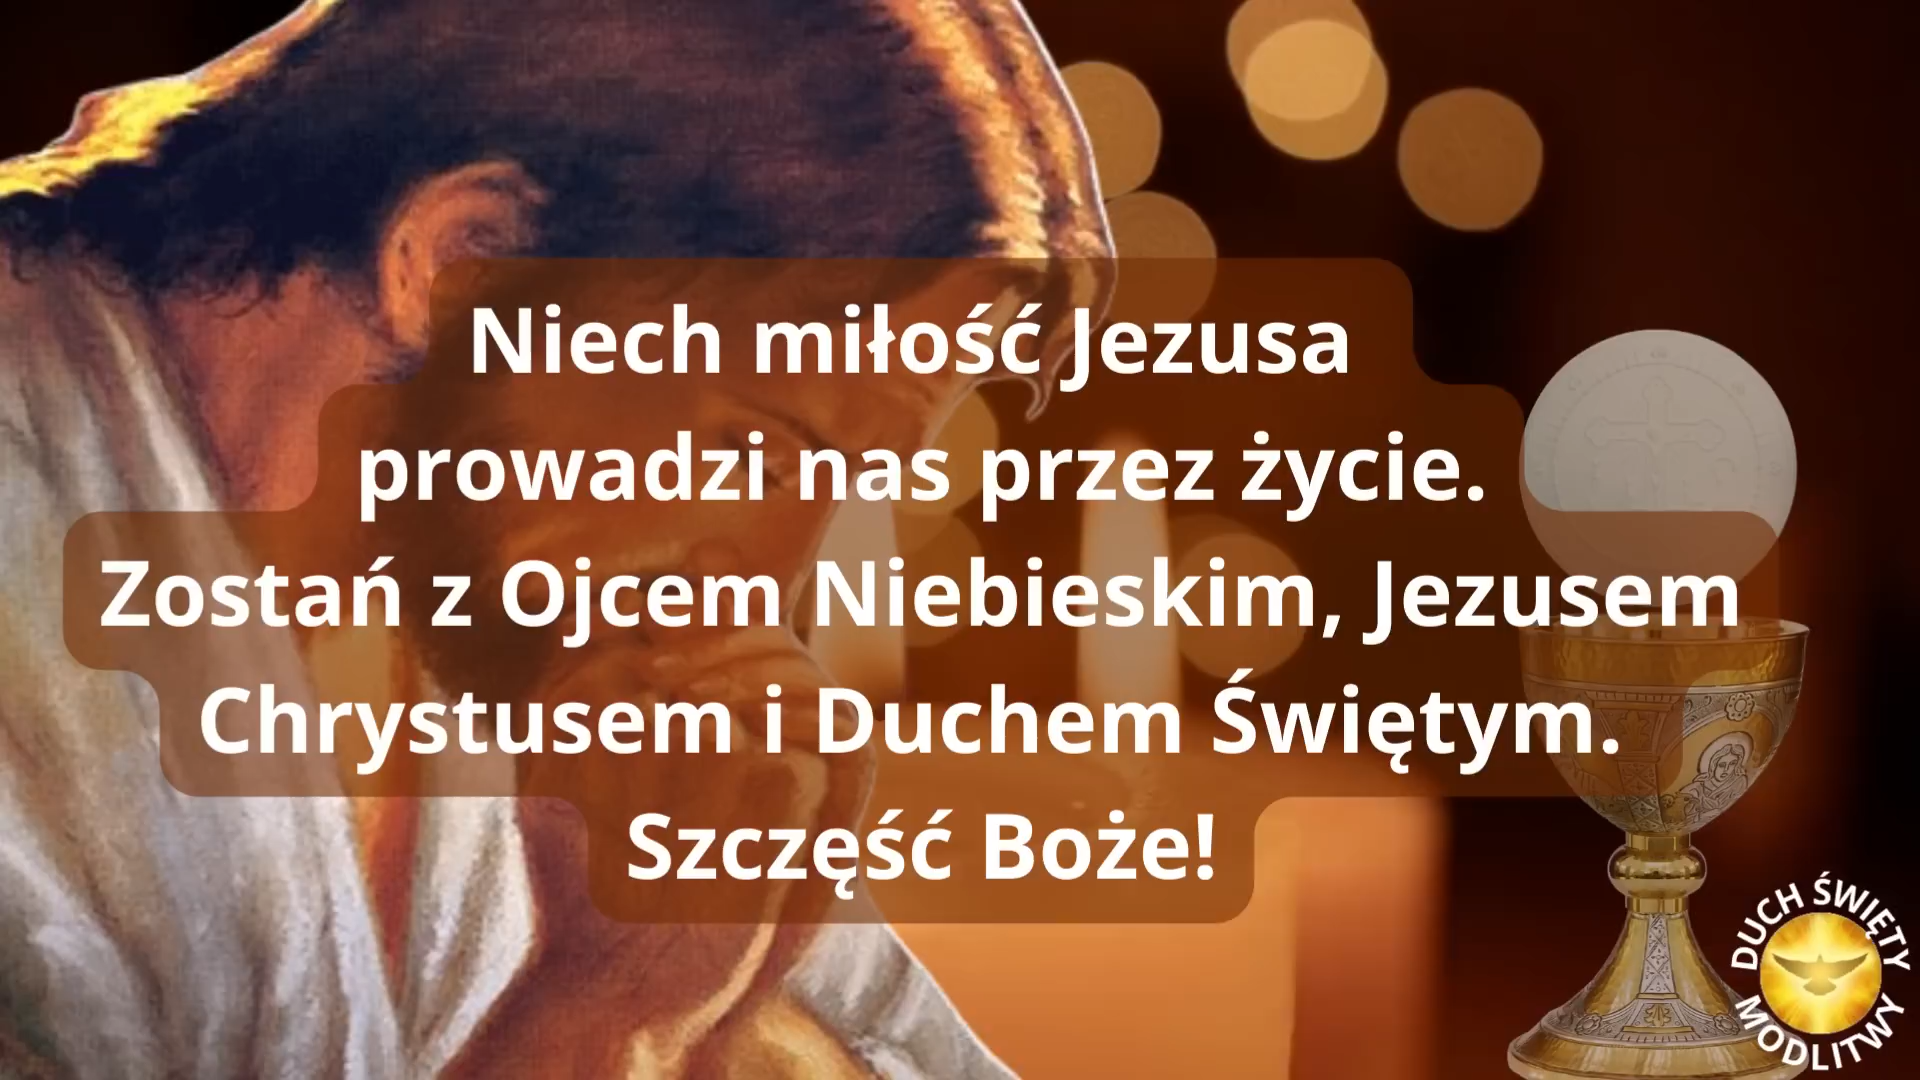 Niech miłość Jezusa
prowadzi nas przez życie.
Zostań z Ojcem Niebieskim, Jezusem
Chrystusem i Duchem Świętym.
Szczęść Boże!
DUCH ŚWIĘTY
MODLITWY